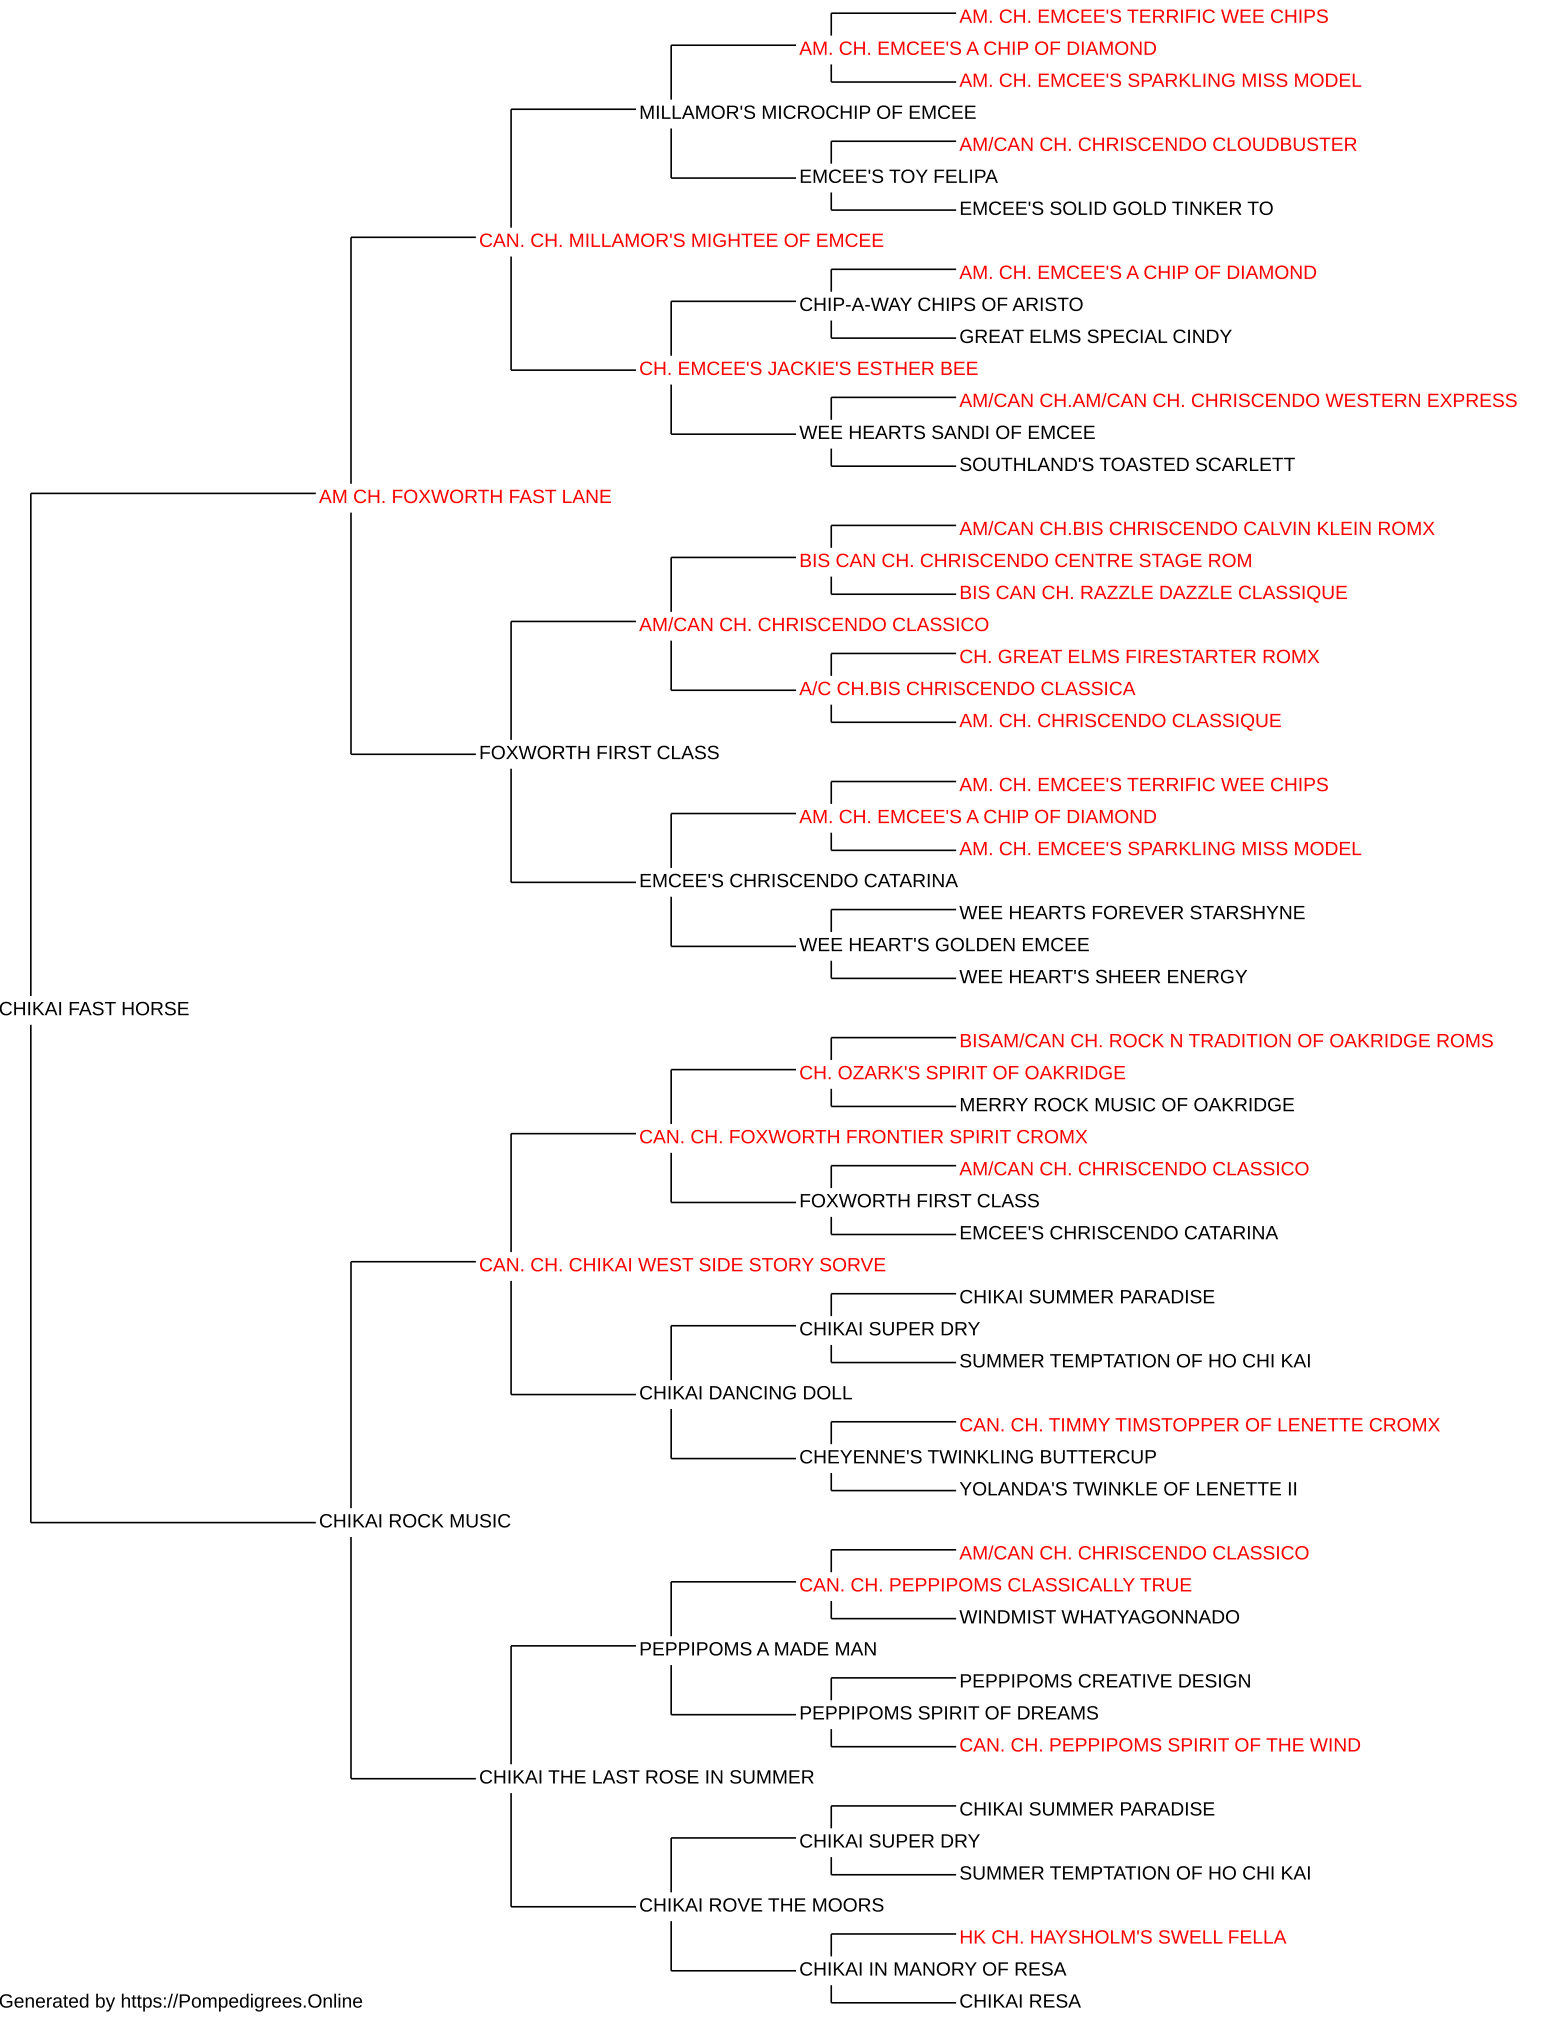 AM. CH. EMCEE'S TERRIFIC WEE CHIPS
AM. CH. EMCEE'S A CHIP OF DIAMOND
AM. CH. EMCEE'S SPARKLING MISS MODEL
MILLAMOR'S MICROCHIP OF EMCEE
AM/CAN CH. CHRISCENDO CLOUDBUSTER
EMCEE'S TOY FELIPA
EMCEE'S SOLID GOLD TINKER TO
CAN. CH. MILLAMOR'S MIGHTEE OF EMCEE
AM. CH. EMCEE'S A CHIP OF DIAMOND
CHIP-A-WAY CHIPS OF ARISTO
GREAT ELMS SPECIAL CINDY
CH. EMCEE'S JACKIE'S ESTHER BEE
AM/CAN CH.AM/CAN CH. CHRISCENDO WESTERN EXPRESS
WEE HEARTS SANDI OF EMCEE
SOUTHLAND'S TOASTED SCARLETT
AM CH. FOXWORTH FAST LANE
AM/CAN CH.BIS CHRISCENDO CALVIN KLEIN ROMX
BIS CAN CH. CHRISCENDO CENTRE STAGE ROM
BIS CAN CH. RAZZLE DAZZLE CLASSIQUE
AM/CAN CH. CHRISCENDO CLASSICO
CH. GREAT ELMS FIRESTARTER ROMX
A/C CH.BIS CHRISCENDO CLASSICA
AM. CH. CHRISCENDO CLASSIQUE
FOXWORTH FIRST CLASS
AM. CH. EMCEE'S TERRIFIC WEE CHIPS
AM. CH. EMCEE'S A CHIP OF DIAMOND
AM. CH. EMCEE'S SPARKLING MISS MODEL
EMCEE'S CHRISCENDO CATARINA
WEE HEARTS FOREVER STARSHYNE
WEE HEART'S GOLDEN EMCEE
WEE HEART'S SHEER ENERGY
CHIKAI FAST HORSE
BISAM/CAN CH. ROCK N TRADITION OF OAKRIDGE ROMS
CH. OZARK'S SPIRIT OF OAKRIDGE
MERRY ROCK MUSIC OF OAKRIDGE
CAN. CH. FOXWORTH FRONTIER SPIRIT CROMX
AM/CAN CH. CHRISCENDO CLASSICO
FOXWORTH FIRST CLASS
EMCEE'S CHRISCENDO CATARINA
CAN. CH. CHIKAI WEST SIDE STORY SORVE
CHIKAI SUMMER PARADISE
CHIKAI SUPER DRY
SUMMER TEMPTATION OF HO CHI KAI
CHIKAI DANCING DOLL
CAN. CH. TIMMY TIMSTOPPER OF LENETTE CROMX
CHEYENNE'S TWINKLING BUTTERCUP
YOLANDA'S TWINKLE OF LENETTE II
CHIKAI ROCK MUSIC
AM/CAN CH. CHRISCENDO CLASSICO
CAN. CH. PEPPIPOMS CLASSICALLY TRUE
WINDMIST WHATYAGONNADO
PEPPIPOMS A MADE MAN
PEPPIPOMS CREATIVE DESIGN
PEPPIPOMS SPIRIT OF DREAMS
CAN. CH. PEPPIPOMS SPIRIT OF THE WIND
CHIKAI THE LAST ROSE IN SUMMER
CHIKAI SUMMER PARADISE
CHIKAI SUPER DRY
SUMMER TEMPTATION OF HO CHI KAI
CHIKAI ROVE THE MOORS
HK CH. HAYSHOLM'S SWELL FELLA
CHIKAI IN MANORY OF RESA
CHIKAI RESA
Generated by https://Pompedigrees.Online